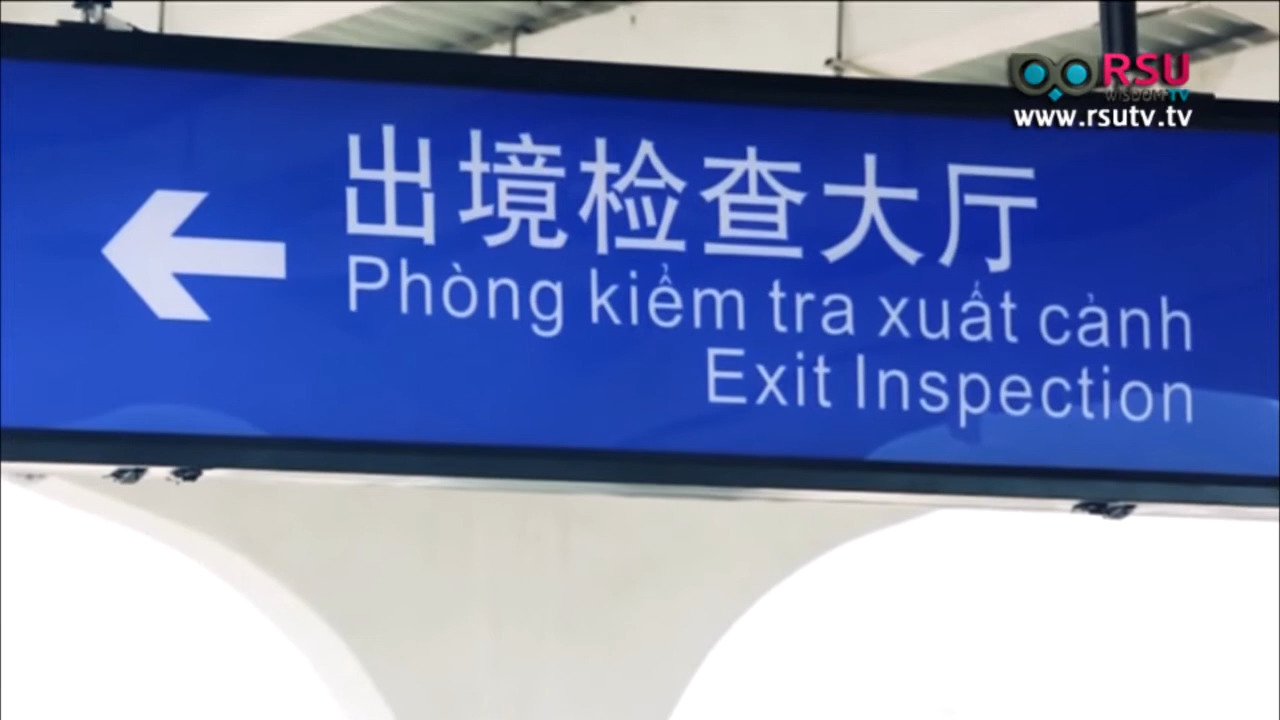 RSU
WISDOM TV
www.rsutv.tv
出境检查大厅
Phòng kiểm tra xuất cảnh
Exit Inspection